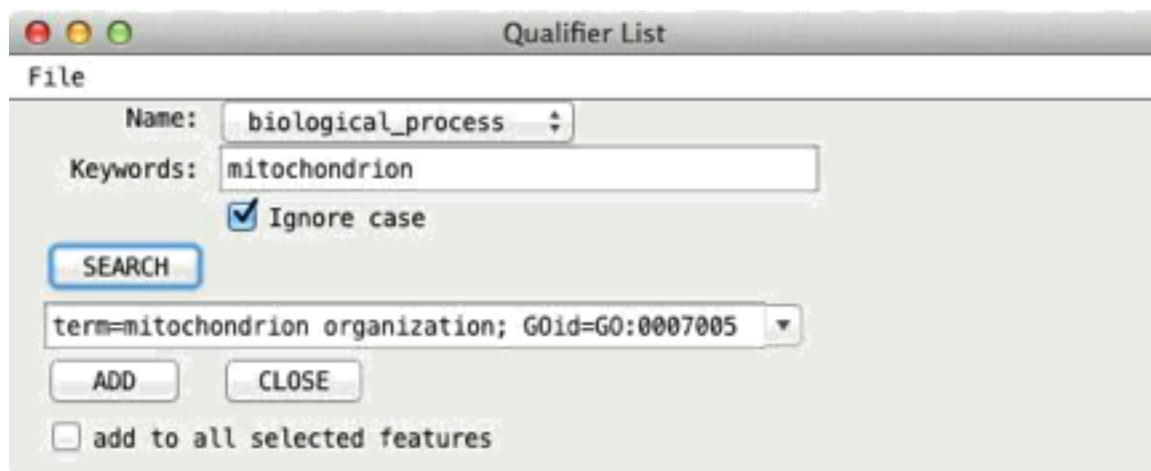 Qualifier List
File
Name: biological_process
Keywords: mitochondrion
Ignore case
SEARCH
term=mitochondrion organization; GOid=GO:0007005
ADD CLOSE
add to all selected features